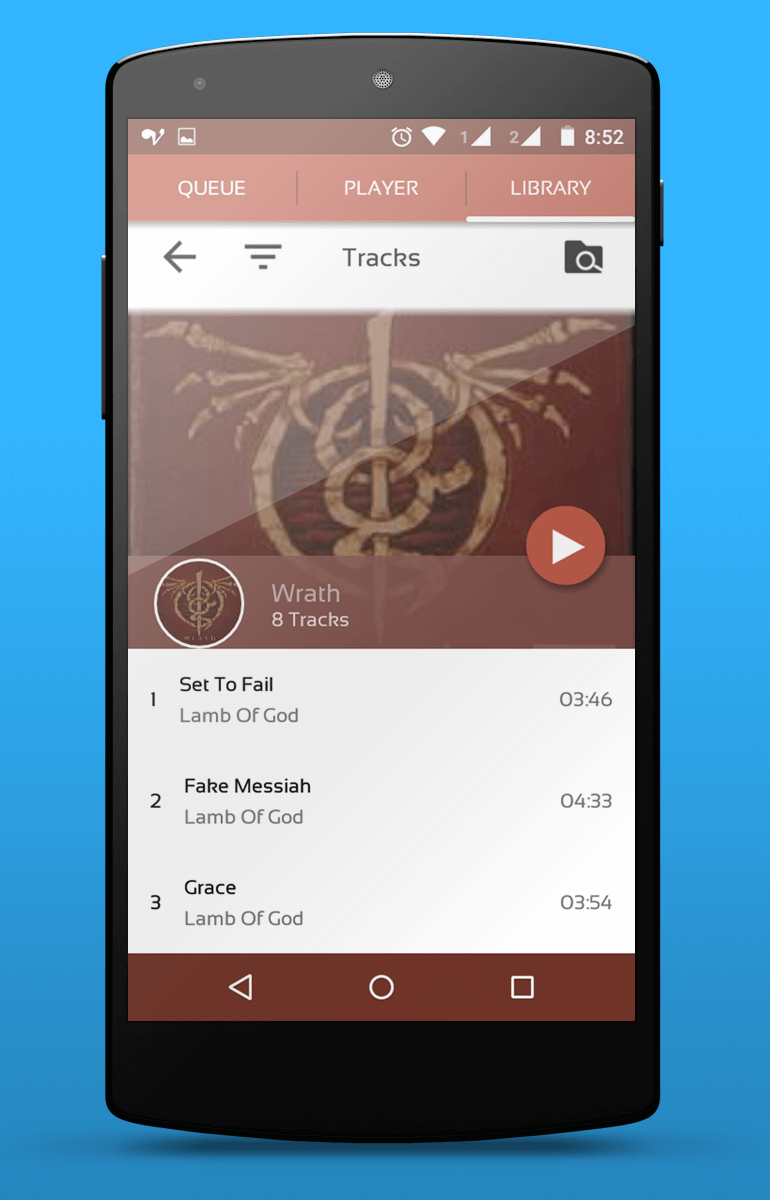 1 2 8:52
QUEUE PLAYER LIBRARY
Tracks
WRATH
Wrath
8 Tracks
1 Set To Fail 03:46
Lamb Of God
2 Fake Messiah 04:33
Lamb Of God
3 Grace 03:54
Lamb Of God